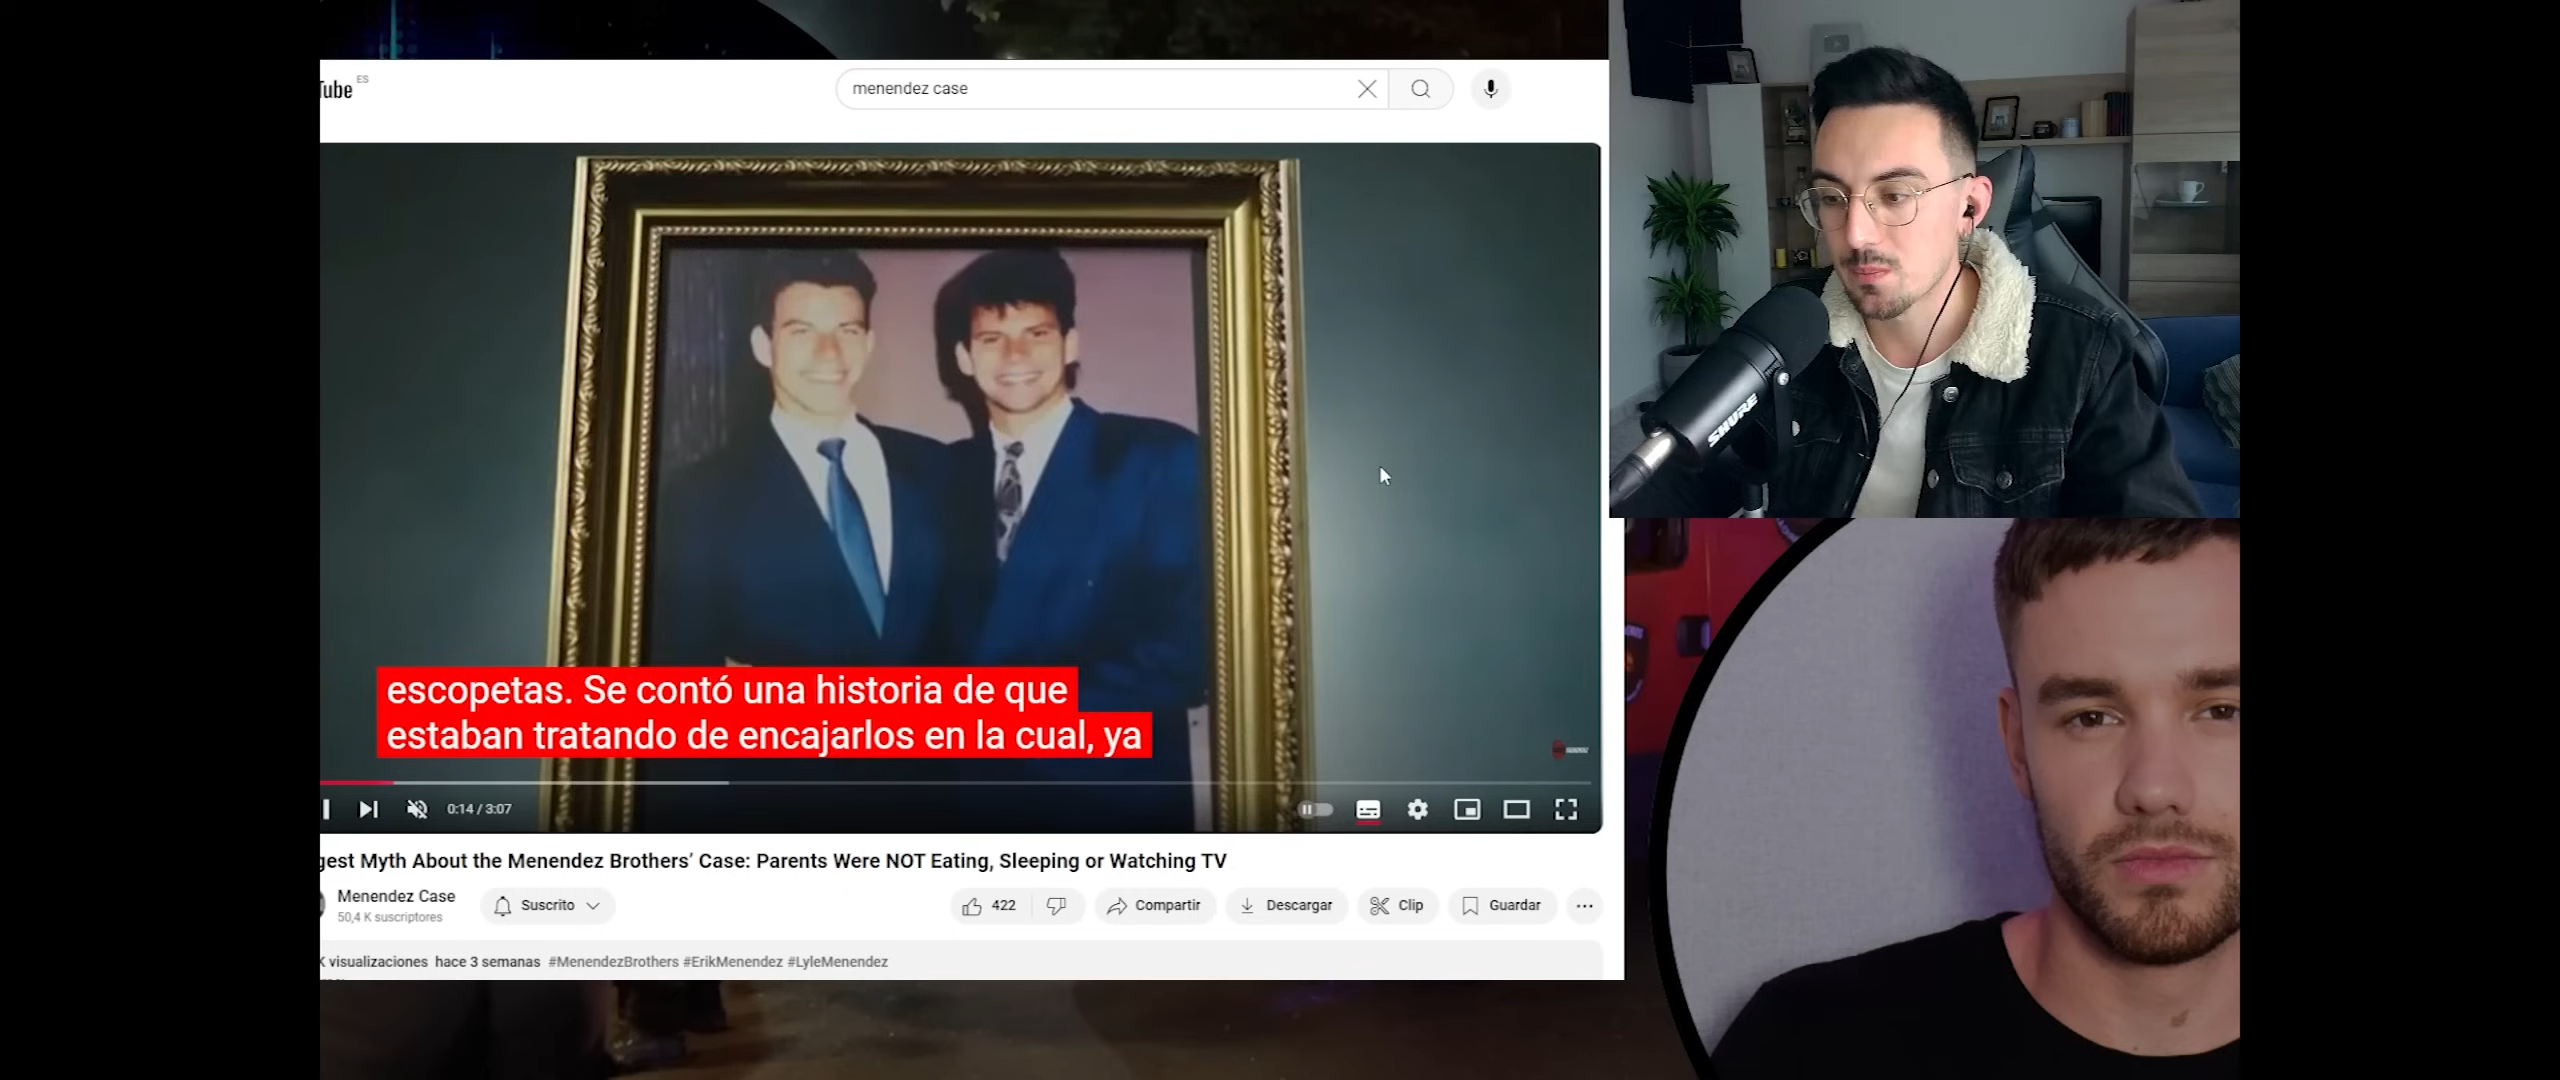 Tube ES
menendez case
escopetas. Se contó una historia de que
estaban tratando de encajarlos en la cual, ya
0:14 / 3:07
gest Myth About the Menendez Brothers’ Case: Parents Were NOT Eating, Sleeping or Watching TV
Menendez Case
50,4 K suscriptores
Suscrito
422
Compartir
Descargar
Clip
Guardar
K visualizaciones hace 3 semanas #MenendezBrothers #ErikMenendez #LyleMenendez
SHURE